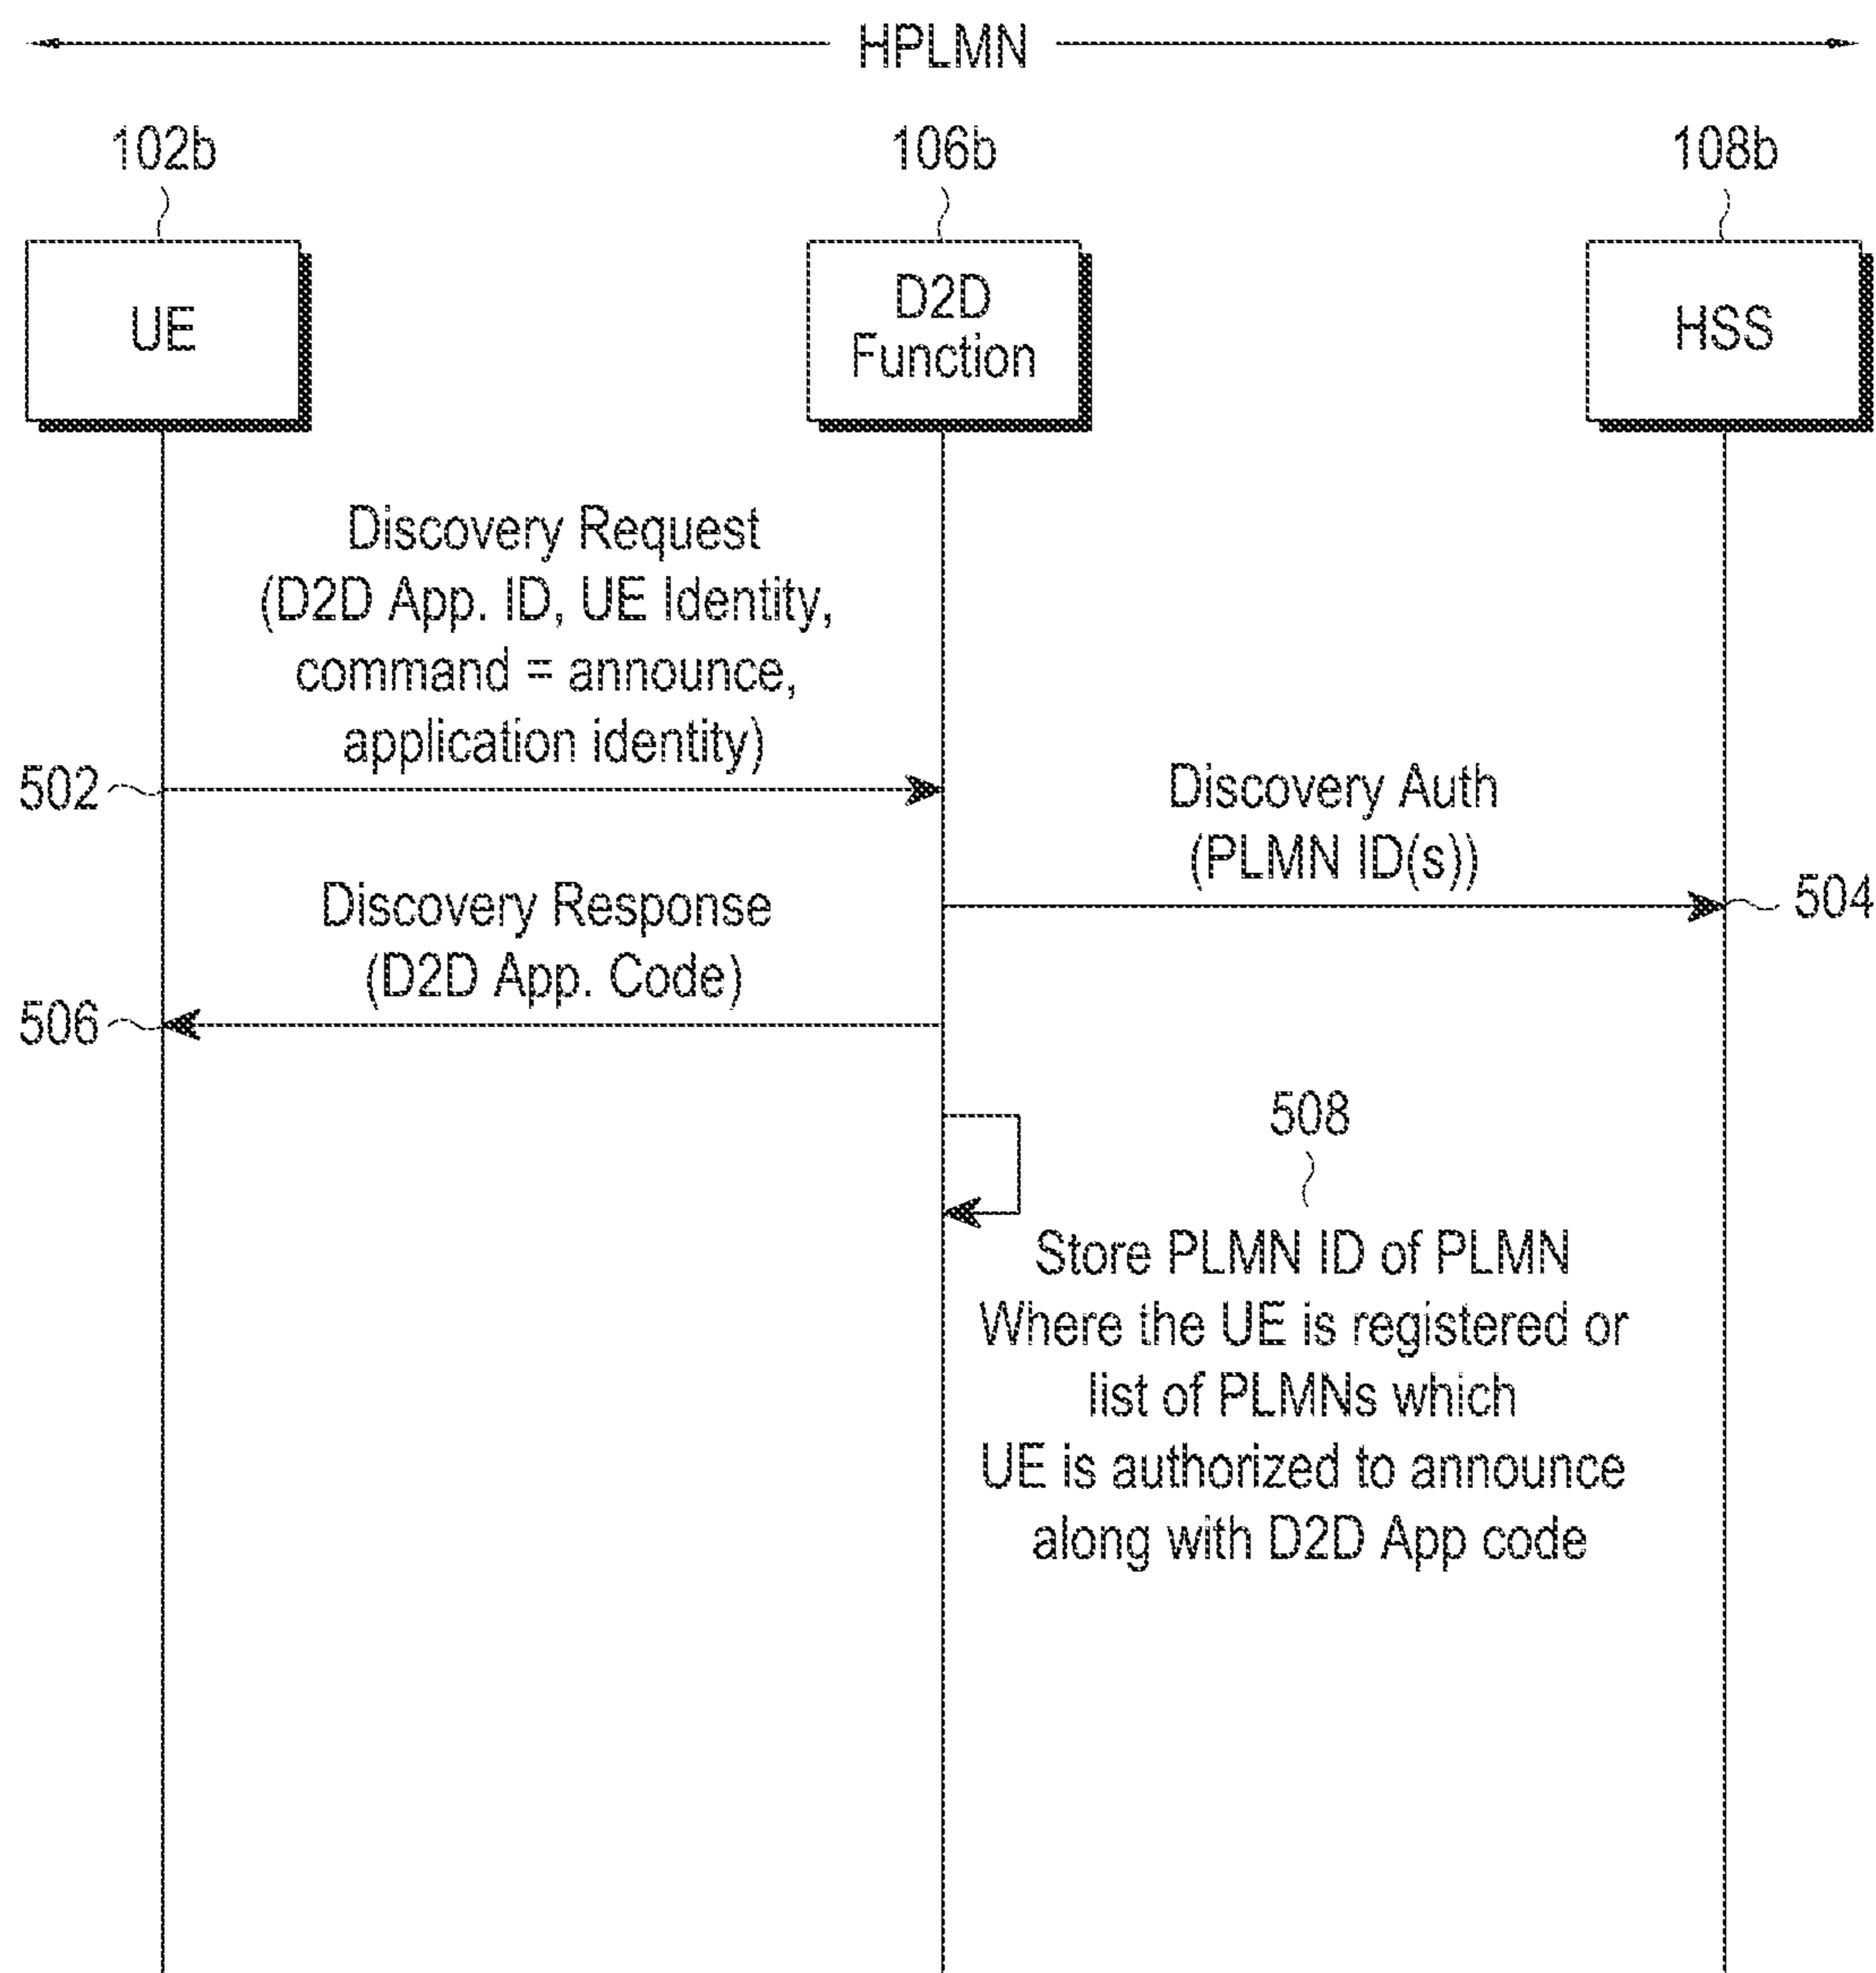 HPLMN
102b
106b
108b
UE
D2D
Function
HSS
Discovery Request
(D2D App. ID, UE Identity,
command = announce,
application identity)
502
Discovery Auth
(PLMN ID(s))
504
Discovery Response
(D2D App. Code)
506
508
Store PLMN ID of PLMN
Where the UE is registered or
list of PLMNs which
UE is authorized to announce
along with D2D App code